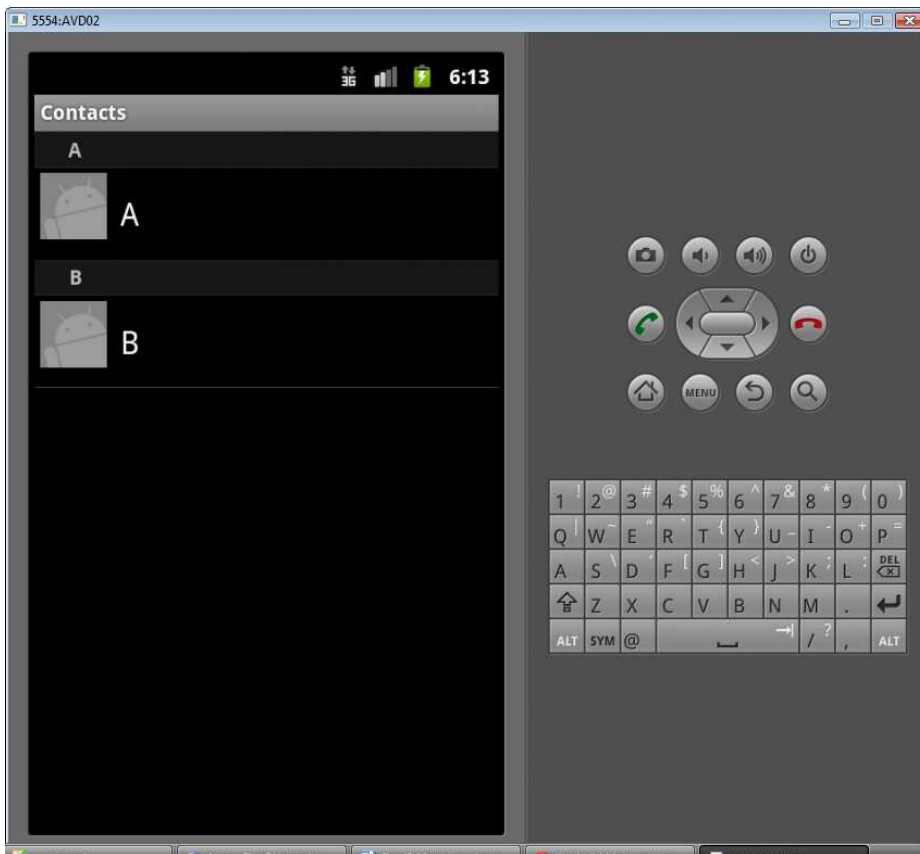 5554:AVD02
3G 6:13
Contacts
A
A
B
B
MENU
1 ! 2 @ 3 # 4 $ 5 % 6 ^ 7 & 8 * 9 ( 0 )
Q | W ~ E " R ` T { Y } U _ I - O + P =
A S \ D ' F [ G ] H < J > K ; L : DEL
Z X C V B N M .
ALT SYM @ / ? , ALT